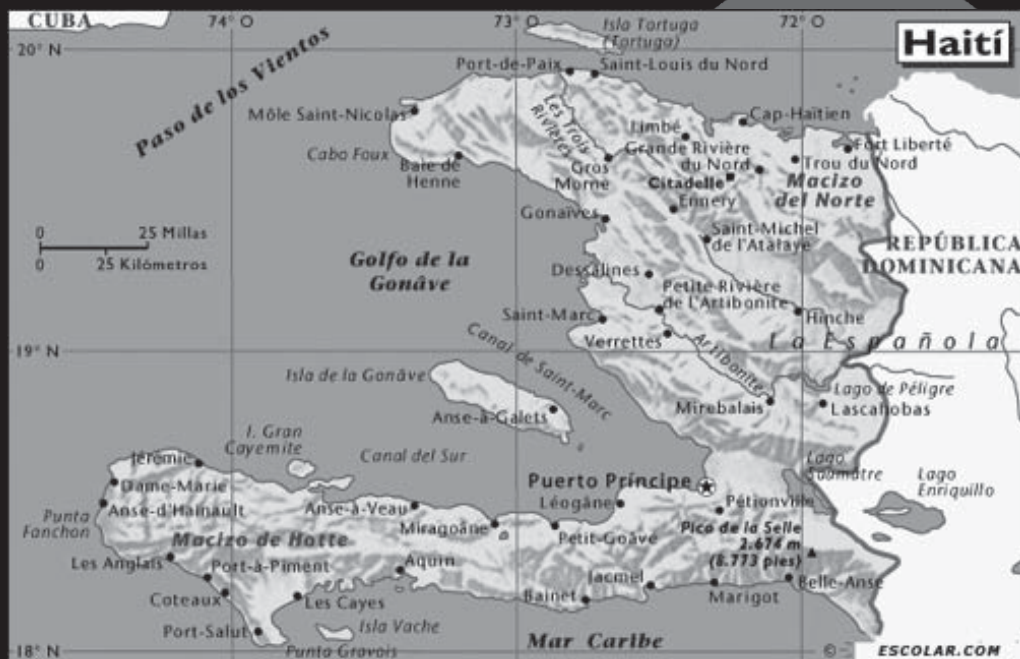 CUBA
74°
73°
72°
Isla Tortuga
(Tortuga)
Haití
20° N
Paso de los Vientos
Port-de-Paix
Saint-Louis du Nord
Môle Saint-Nicolas
Les Trois
Rivières
Limbé
Cap-Haïtien
Cabo Foux
Baie de
Henne
Gros
Morne
Grande Rivière
du Nord
Fort Liberté
Trou du Nord
Citadelle
Macizo
del Norte
Ennery
Gonaïves
Saint-Michel
de l'Atalaye
0 25 Millas
0 25 Kilómetros
Golfo de la
Gonâve
REPÚBLICA
DOMINICANA
Dessalines
Petite Rivière
de l'Artibonite
Saint-Marc
Hinche
Verrettes
La Española
19° N
Canal de Saint-Marc
Artibonite
Isla de la Gonâve
Lago de Péligre
Anse-à-Galets
Mirebalais
Lascahobas
I. Gran
Cayemite
Jérémie
Canal del Sur
Lago
Saumâtre
Lago
Enriquillo
Dame-Marie
Puerto Príncipe
Anse-d'Hainault
Anse-à-Veau
Léogâne
Pétionville
Punta
Fanchon
Miragoâne
Petit-Goâve
Pico de la Selle
2.674 m
(8.773 pies)
Macizo de Hotte
Les Anglais
Port-à-Piment
Aquin
Jacmel
Belle-Anse
Coteaux
Les Cayes
Bainet
Marigot
Port-Salut
Isla Vache
Mar Caribe
18° N
Punta Gravois
© ESCOLAR.COM